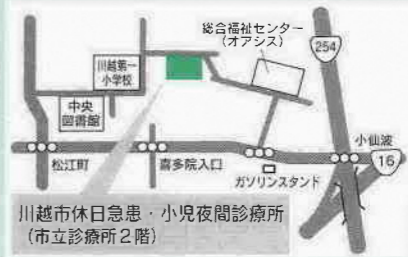 総合福祉センター
(オアシス)
254
川越第一
小学校
中央
図書館
小仙波
16
松江町
喜多院入口
ガソリンスタンド
川越市休日急患・小児夜間診療所
(市立診療所2階)